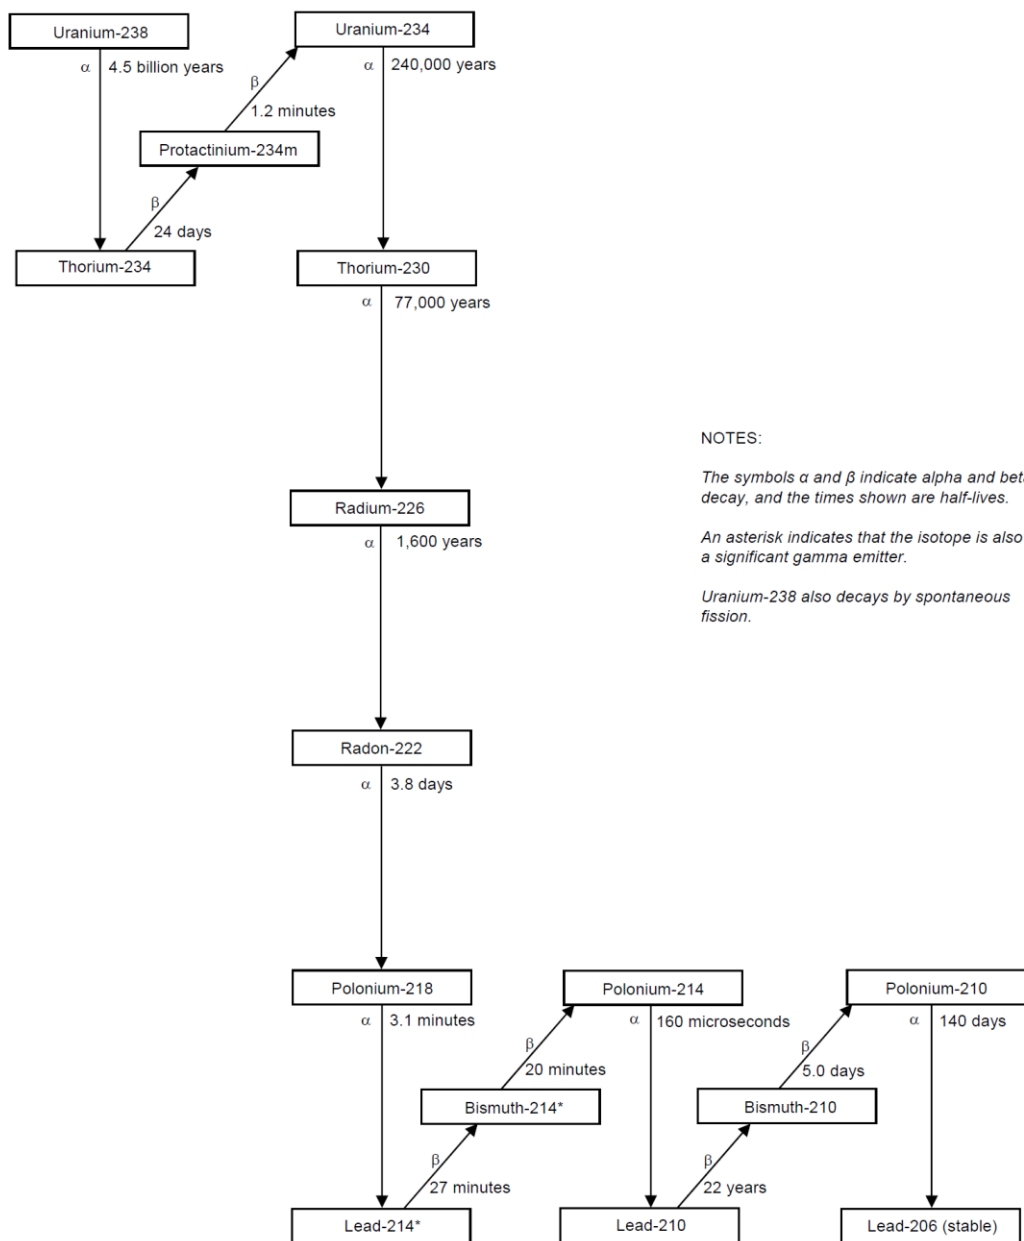 Uranium-238
Uranium-234
α 4.5 billion years
α 240,000 years
β
1.2 minutes
Protactinium-234m
β
24 days
Thorium-234
Thorium-230
α 77,000 years
NOTES:
The symbols α and β indicate alpha and beta
decay, and the times shown are half-lives.
An asterisk indicates that the isotope is also
a significant gamma emitter.
Uranium-238 also decays by spontaneous
fission.
Radium-226
α 1,600 years
Radon-222
α 3.8 days
Polonium-218
Polonium-214
Polonium-210
α 3.1 minutes
α 160 microseconds
α 140 days
β
20 minutes
β
5.0 days
Bismuth-214*
Bismuth-210
β
27 minutes
β
22 years
Lead-214*
Lead-210
Lead-206 (stable)